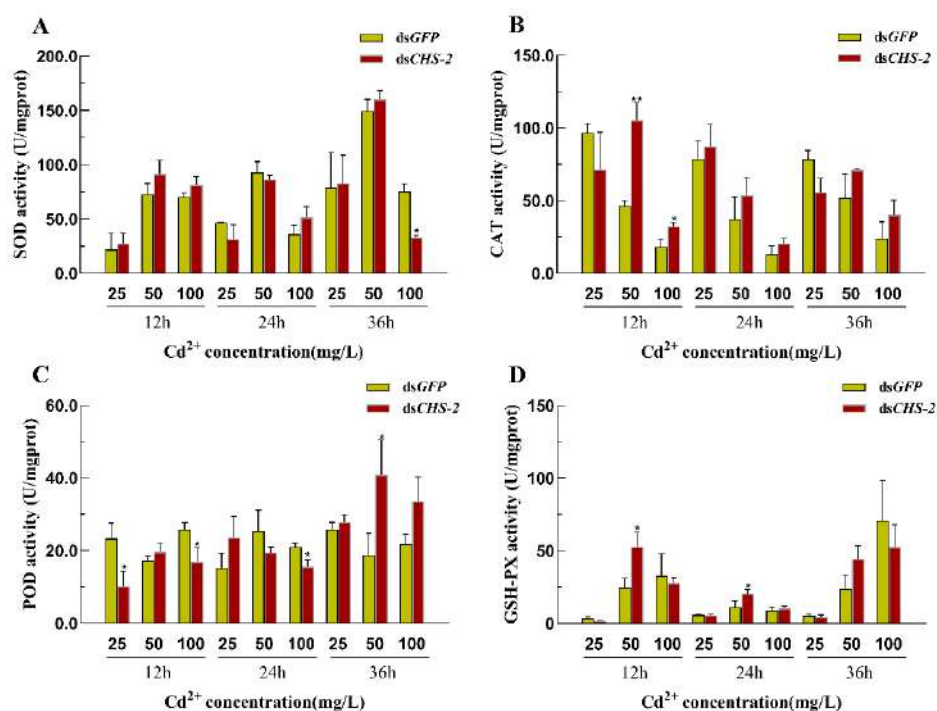 A
dsGFP
dsCHS-2
SOD activity (U/mgprot)
200.0
150.0
100.0
50.0
0.0
25 50 100 25 50 100 25 50 100
12h 24h 36h
Cd²⁺ concentration(mg/L)
B
dsGFP
dsCHS-2
CAT activity (U/mgprot)
150.0
100.0
50.0
0.0
**
*
25 50 100 25 50 100 25 50 100
12h 24h 36h
Cd²⁺ concentration(mg/L)
C
dsGFP
dsCHS-2
POD activity (U/mgprot)
60.0
40.0
20.0
0.0
25 50 100 25 50 100 25 50 100
12h 24h 36h
Cd²⁺ concentration(mg/L)
D
dsGFP
dsCHS-2
GSH-PX activity (U/mgprot)
150
100
50
0
25 50 100 25 50 100 25 50 100
12h 24h 36h
Cd²⁺ concentration(mg/L)